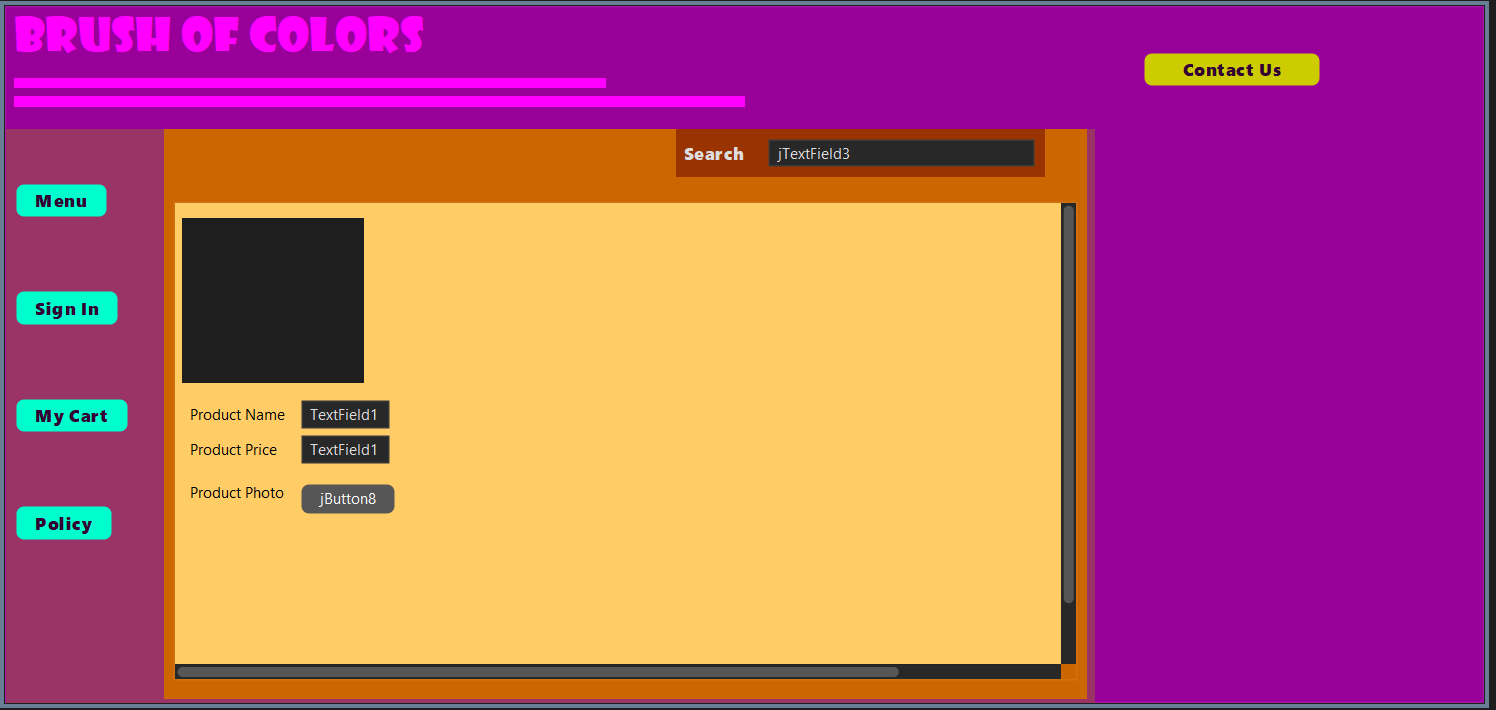 BRUSH OF COLORS
Contact Us
Search jTextField3
Menu
Sign In
My Cart
Policy
Product Name TextField1
Product Price TextField1
Product Photo jButton8